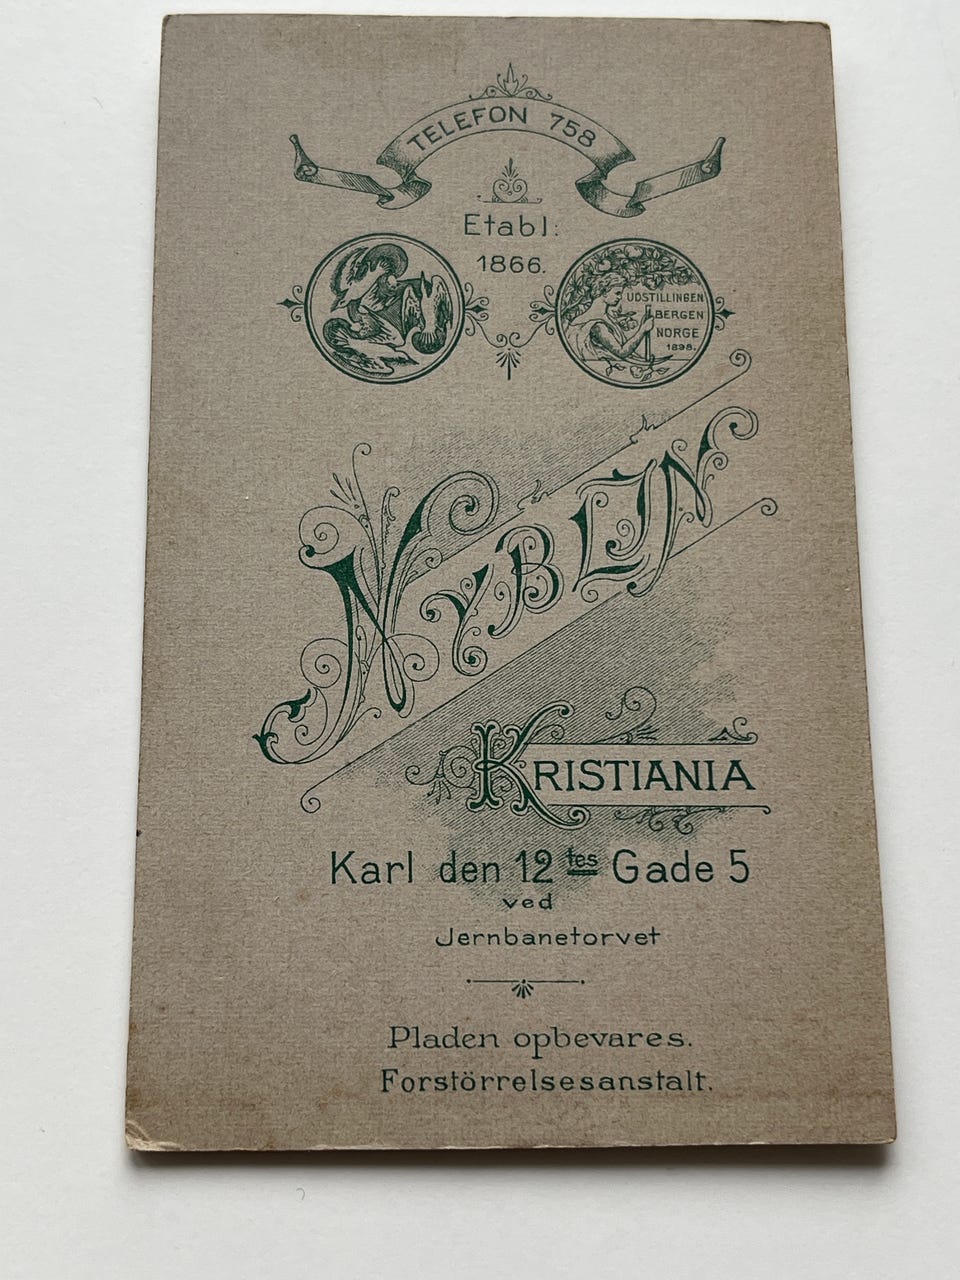 TELEFON 758
Etabl:
1866.
UDSTILLINGEN
BERGEN
NORGE
1898.
NYBLIN
KRISTIANIA
Karl den 12tes Gade 5
ved
Jernbanetorvet
Pladen opbevares.
Forstörrelsesanstalt.